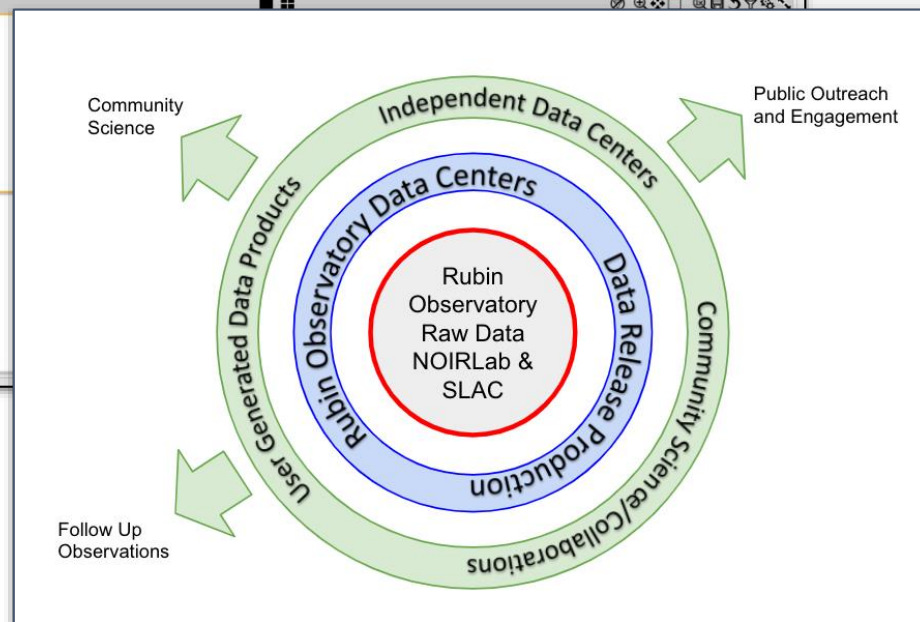 Community
Science
Public Outreach
and Engagement
Independent Data Centers
User Generated Data Products
Community Science/Collaborations
Rubin Observatory Data Centers
Data Release Production
Rubin
Observatory
Raw Data
NOIRLab &
SLAC
Follow Up
Observations